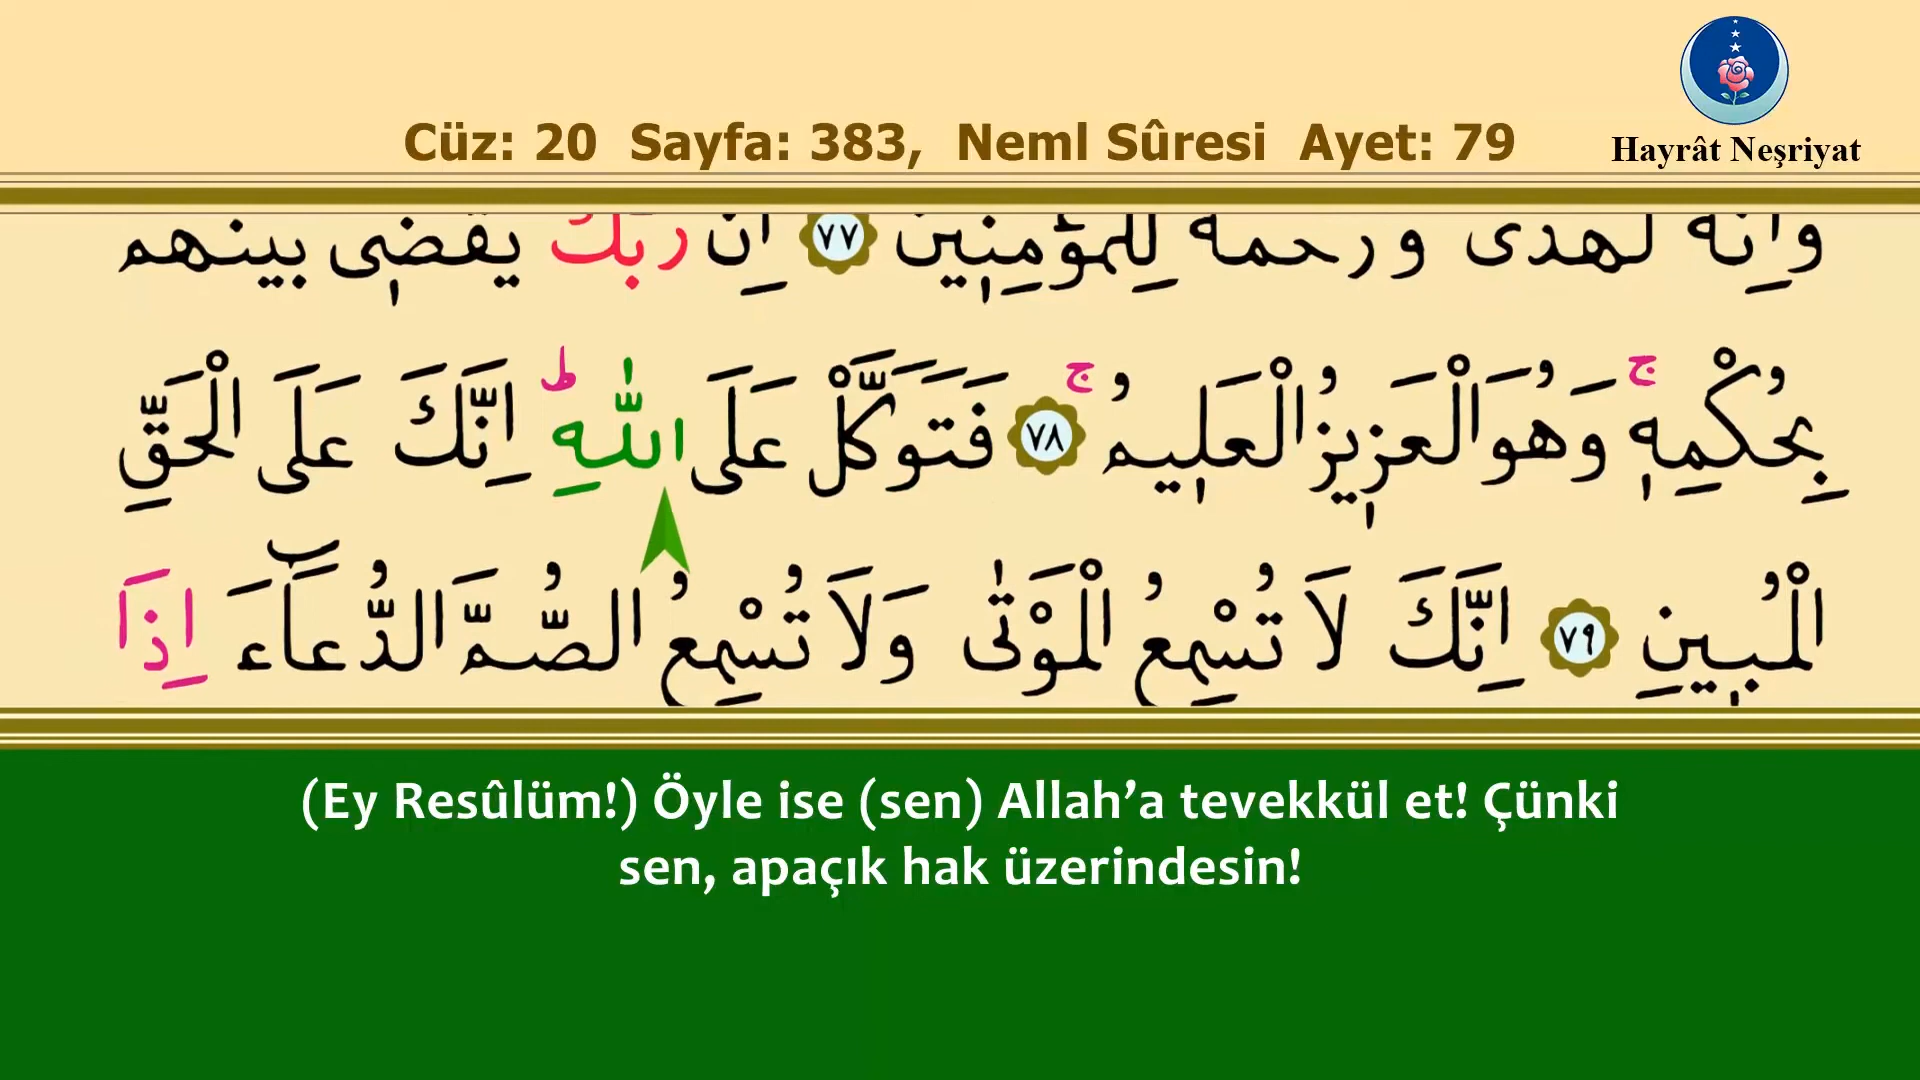 Cüz: 20 Sayfa: 383, Neml Sûresi Ayet: 79
Hayrât Neşriyat
وَاِنَّهُ لَهُدًى وَرَحْمَةٌ لِلْمُؤْمِنٖينَ ﴿٧٧﴾ اِنَّ رَبَّكَ يَقْضٖى بَيْنَهُمْ
بِحُكْمِهٖ ۚ وَهُوَ الْعَزٖيزُ الْعَلٖيمُ ۚ ﴿٧٨﴾ فَتَوَكَّلْ عَلَى اللّٰهِ ؕ اِنَّكَ عَلَى الْحَقِّ
الْمُبٖينِ ﴿٧٩﴾ اِنَّكَ لَا تُسْمِعُ الْمَوْتٰى وَلَا تُسْمِعُ الصُّمَّ الدُّعَٓاءَ اِذَا
(Ey Resûlüm!) Öyle ise (sen) Allah’a tevekkül et! Çünki
sen, apaçık hak üzerindesin!